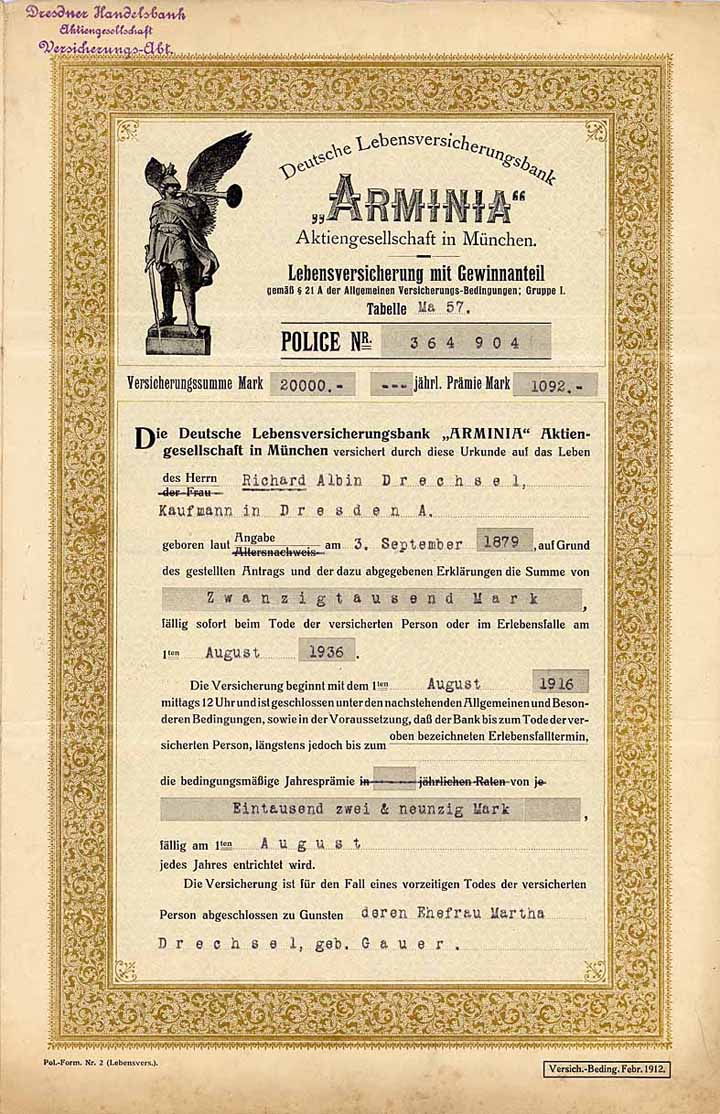 Dresdner Handelsbank
Aktiengesellschaft
Versicherungs-Abt.
Deutsche Lebensversicherungsbank
„ARMINIA“
Aktiengesellschaft in München.
Lebensversicherung mit Gewinnanteil
gemäß § 21 A der Allgemeinen Versicherungs-Bedingungen; Gruppe I.
Tabelle Ma 57.
POLICE NR. 364 904
Versicherungssumme Mark 20000.- --- jährl. Prämie Mark 1092.-
Die Deutsche Lebensversicherungsbank „ARMINIA“ Aktien-
gesellschaft in München versichert durch diese Urkunde auf das Leben
des Herrn
der Frau
Richard Albin Drechsel,
Kaufmann in Dresden A.
geboren laut Angabe
Altersnachweis am 3. September 1879, auf Grund
des gestellten Antrags und der dazu abgegebenen Erklärungen die Summe von
Zwanzigtausend Mark,
fällig sofort beim Tode der versicherten Person oder im Erlebensfalle am
1ten August 1936.
Die Versicherung beginnt mit dem 1ten August 1916
mittags 12 Uhr und ist geschlossen unter den nachstehenden Allgemeinen und Beson-
deren Bedingungen, sowie in der Voraussetzung, daß der Bank bis zum Tode der ver-
sicherten Person, längstens jedoch bis zum oben bezeichneten Erlebensfalltermin,
die bedingungsmäßige Jahresprämie in jährlichen Raten von je
Eintausend zwei & neunzig Mark,
fällig am 1ten August
jedes Jahres entrichtet wird.
Die Versicherung ist für den Fall eines vorzeitigen Todes der versicherten
Person abgeschlossen zu Gunsten deren Ehefrau Martha
Drechsel, geb. Gauer.
Pol.-Form. Nr. 2 (Lebensvers.).
Versich.-Beding. Febr. 1912.